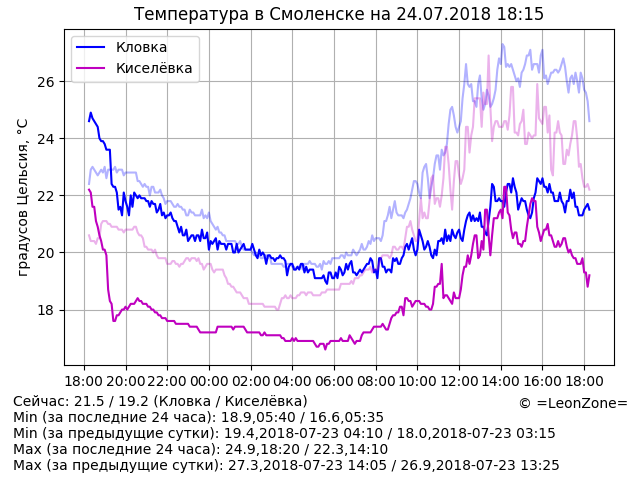 Температура в Смоленске на 24.07.2018 18:15
Кловка
Киселёвка
градусов Цельсия, °C
26
24
22
20
18
18:00 20:00 22:00 00:00 02:00 04:00 06:00 08:00 10:00 12:00 14:00 16:00 18:00
Сейчас: 21.5 / 19.2 (Кловка / Киселёвка)
© =LeonZone=
Min (за последние 24 часа): 18.9,05:40 / 16.6,05:35
Min (за предыдущие сутки): 19.4,2018-07-23 04:10 / 18.0,2018-07-23 03:15
Max (за последние 24 часа): 24.9,18:20 / 22.3,14:10
Max (за предыдущие сутки): 27.3,2018-07-23 14:05 / 26.9,2018-07-23 13:25